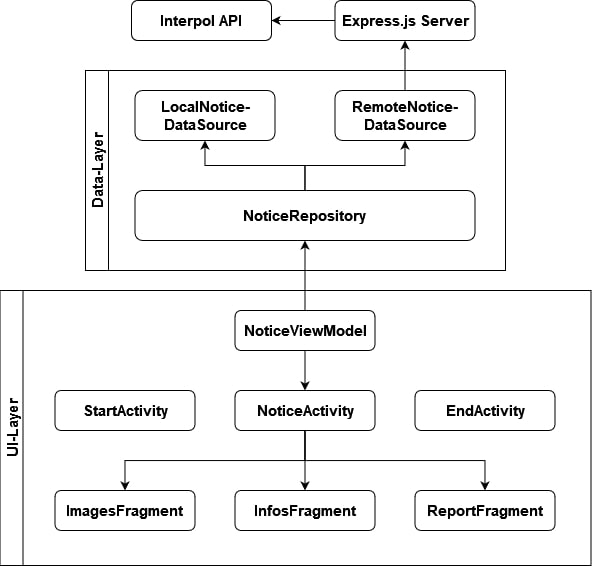 Interpol API
Express.js Server
Data-Layer
LocalNotice-
DataSource
RemoteNotice-
DataSource
NoticeRepository
UI-Layer
NoticeViewModel
StartActivity
NoticeActivity
EndActivity
ImagesFragment
InfosFragment
ReportFragment